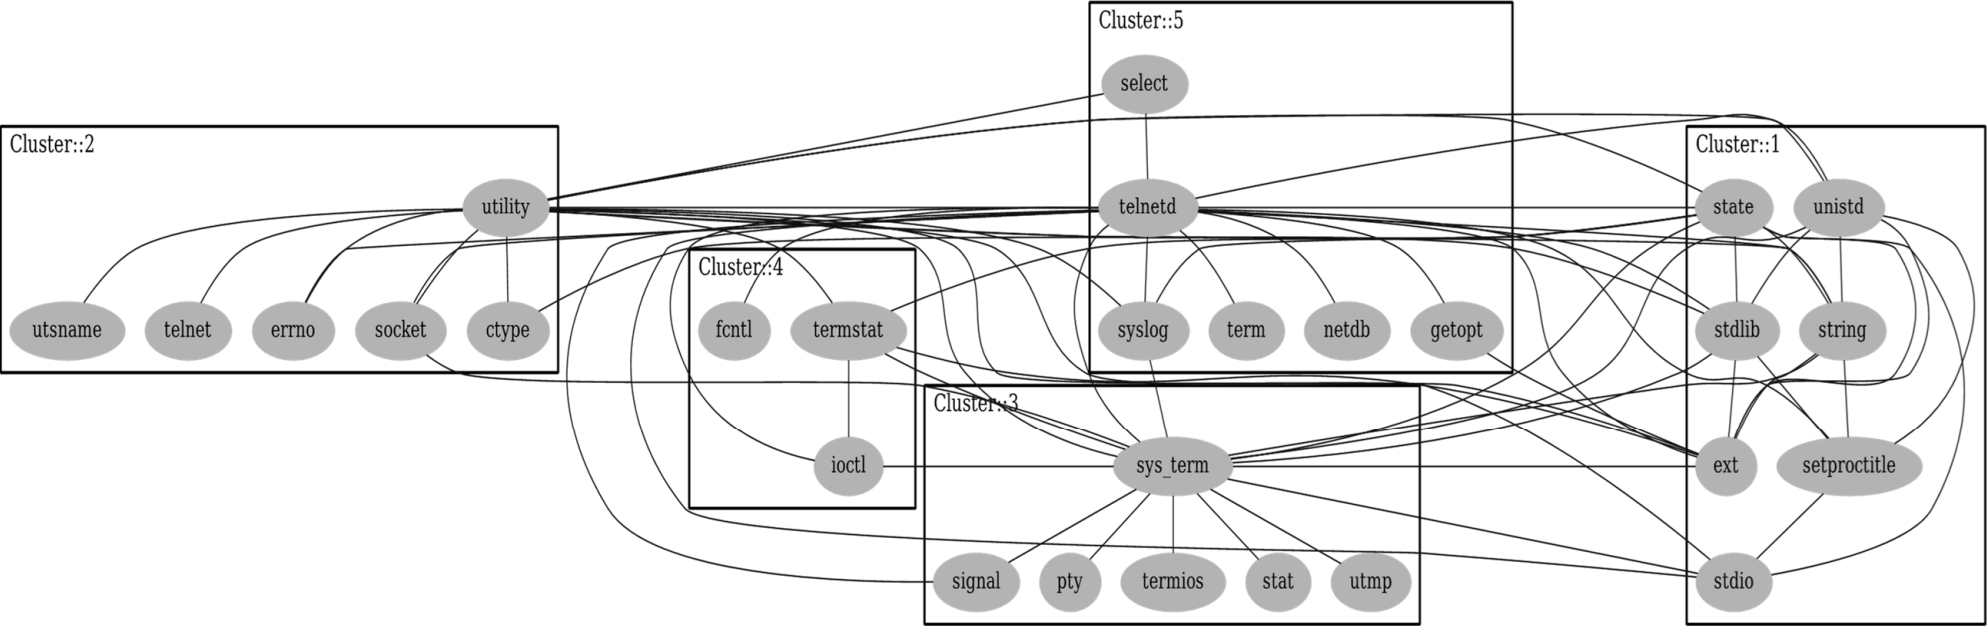 Cluster::5
select
Cluster::2
Cluster::1
utility
telnetd
state
unistd
Cluster::4
utsname
telnet
errno
socket
ctype
fcntl
termstat
syslog
term
netdb
getopt
stdlib
string
Cluster::3
ioctl
sys_term
ext
setproctitle
signal
pty
termios
stat
utmp
stdio